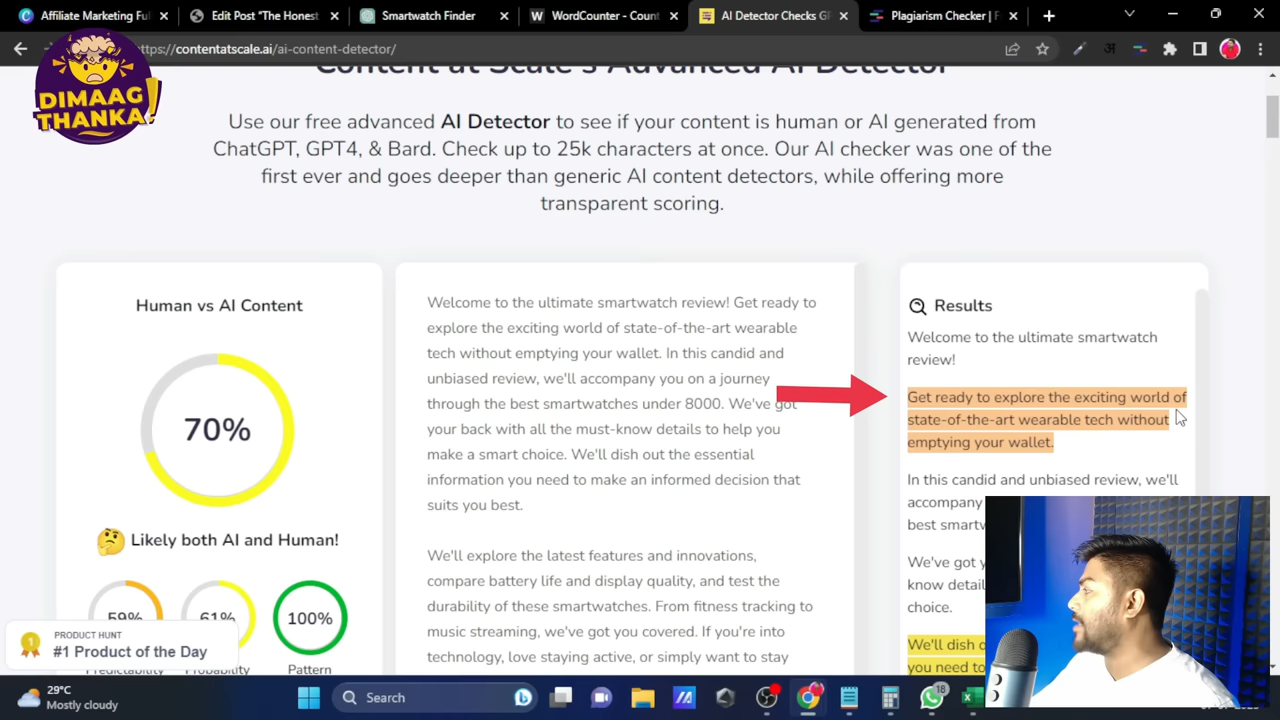 Affiliate Marketing Ful
Edit Post "The Honest
Smartwatch Finder
WordCounter - Count
AI Detector Checks GP
Plagiarism Checker | F
https://contentatscale.ai/ai-content-detector/
DIMAAG
THANKA!
Content at Scale's Advanced AI Detector
Use our free advanced AI Detector to see if your content is human or AI generated from
ChatGPT, GPT4, & Bard. Check up to 25k characters at once. Our AI checker was one of the
first ever and goes deeper than generic AI content detectors, while offering more
transparent scoring.
Human vs AI Content
70%
Likely both AI and Human!
59%
61%
100%
Predictability
Probability
Pattern
PRODUCT HUNT
#1 Product of the Day
Welcome to the ultimate smartwatch review! Get ready to
explore the exciting world of state-of-the-art wearable
tech without emptying your wallet. In this candid and
unbiased review, we'll accompany you on a journey
through the best smartwatches under 8000. We've got
your back with all the must-know details to help you
make a smart choice. We'll dish out the essential
information you need to make an informed decision that
suits you best.
We'll explore the latest features and innovations,
compare battery life and display quality, and test the
durability of these smartwatches. From fitness tracking to
music streaming, we've got you covered. If you're into
technology, love staying active, or simply want to stay
Results
Welcome to the ultimate smartwatch
review!
Get ready to explore the exciting world of
state-of-the-art wearable tech without
emptying your wallet.
In this candid and unbiased review, we'll
accompany
best smartw
We've got y
know detail
choice.
We'll dish o
you need to
29°C
Mostly cloudy
Search
18